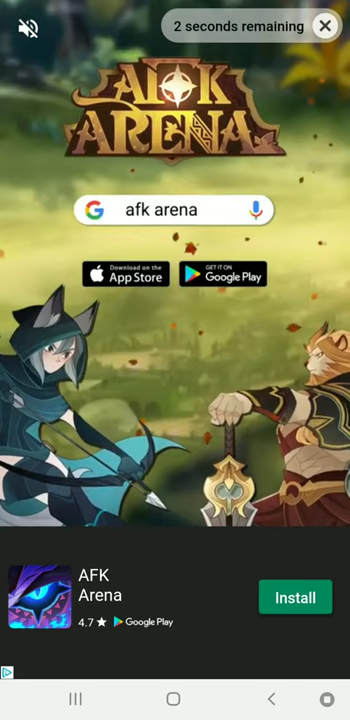 2 seconds remaining
AFK
ARENA
afk arena
Download on the
App Store
GET IT ON
Google Play
AFK
Arena
4.7
Google Play
Install